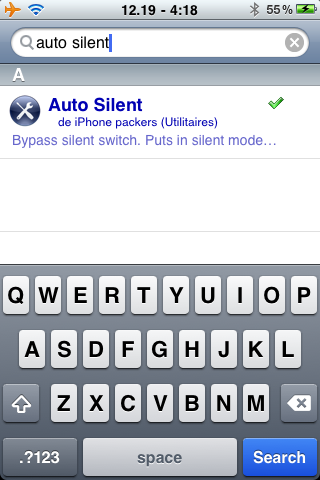 12.19 - 4:18
55%
auto silent
A
Auto Silent
de iPhone packers (Utilitaires)
Bypass silent switch. Puts in silent mode…
Q W E R T Y U I O P
A S D F G H J K L
Z X C V B N M
.?123 space Search